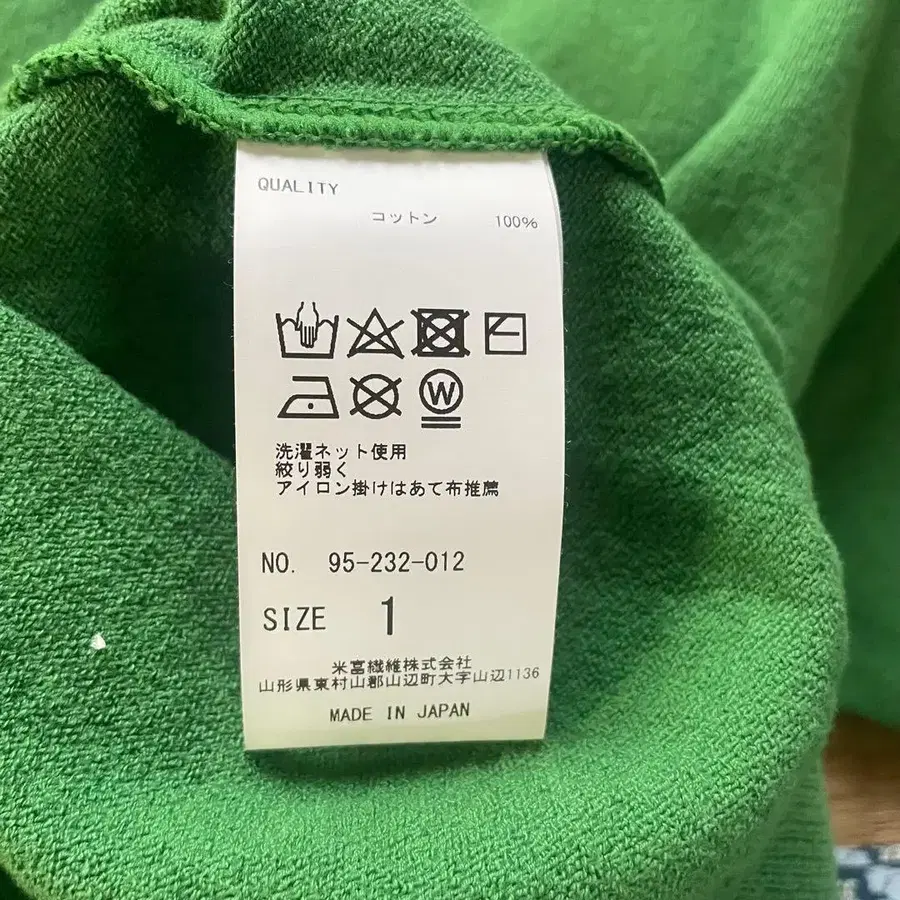 QUALITY
コットン 100%
W
洗濯ネット使用
絞り弱く
アイロン掛けはあて布推薦
NO. 95-232-012
SIZE 1
米富繊維株式会社
山形県東村山郡山辺町大字山辺1136
MADE IN JAPAN